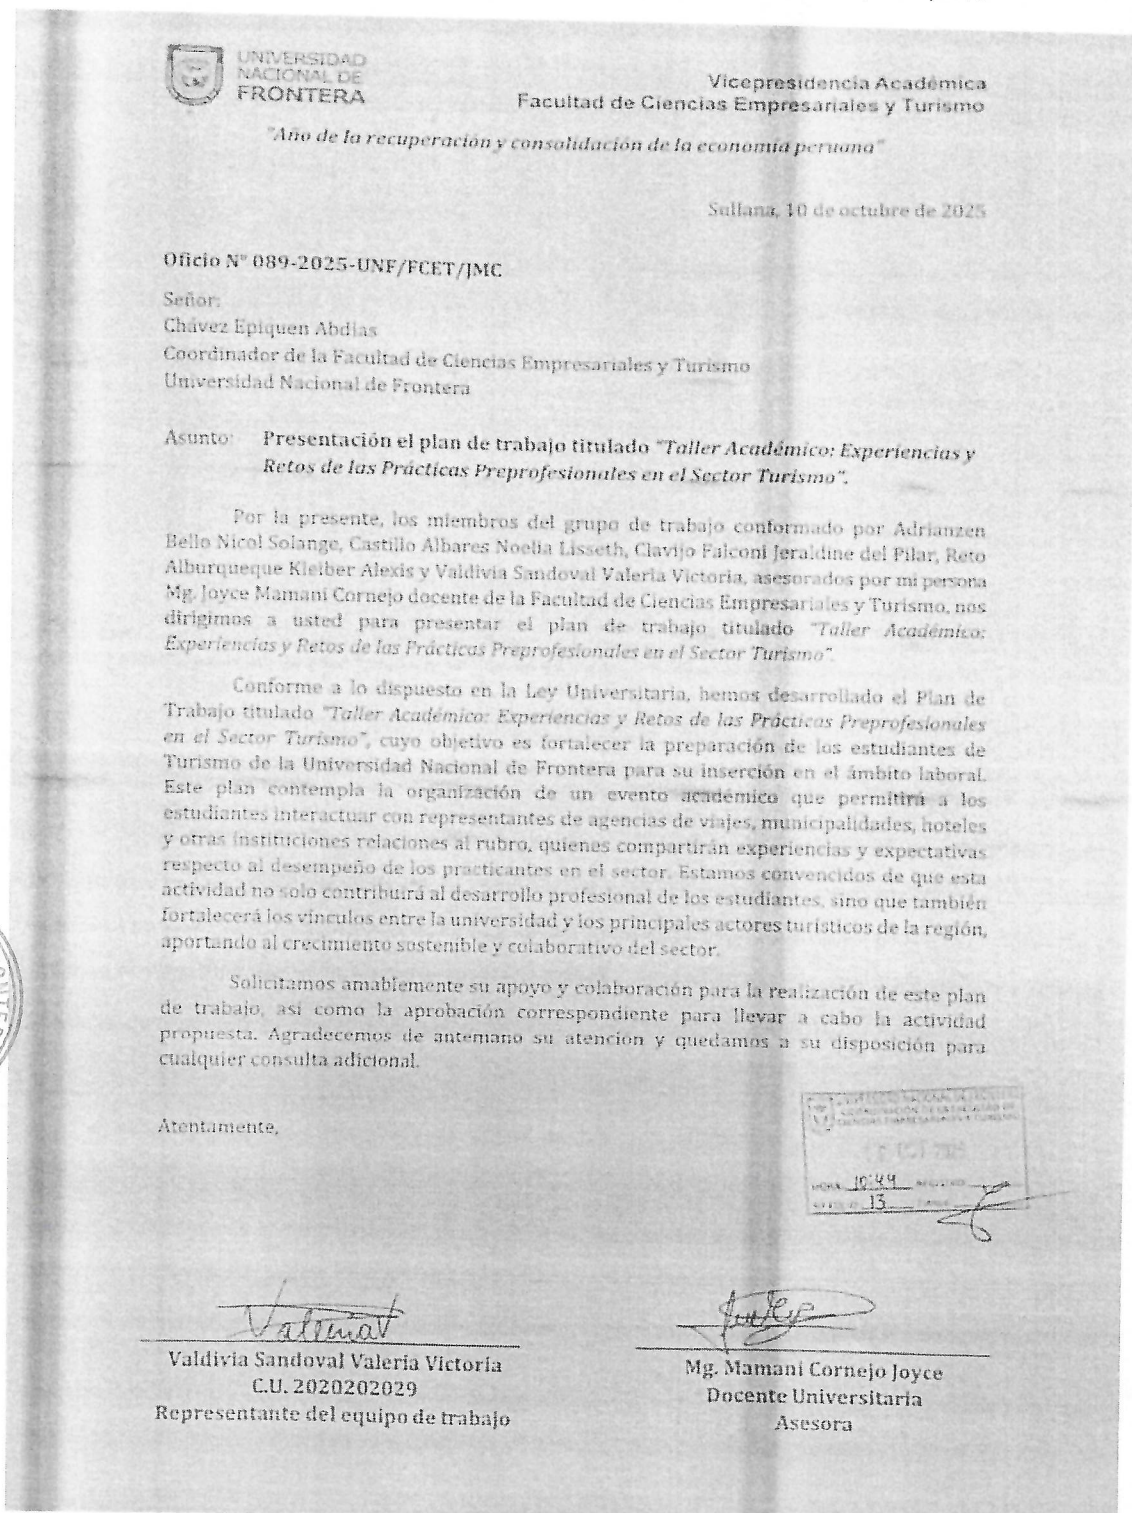 UNIVERSIDAD
NACIONAL DE
FRONTERA
Vicepresidencia Académica
Facultad de Ciencias Empresariales y Turismo
"Año de la recuperación y consolidación de la economía peruana"
Sullana, 10 de octubre de 2025
Oficio N° 089-2025-UNF/FCET/JMC
Señor:
Chávez Epiquen Abdias
Coordinador de la Facultad de Ciencias Empresariales y Turismo
Universidad Nacional de Frontera
Asunto: Presentación el plan de trabajo titulado "Taller Académico: Experiencias y
Retos de las Prácticas Preprofesionales en el Sector Turismo".
Por la presente, los miembros del grupo de trabajo conformado por Adrianzen
Bello Nicol Solange, Castillo Albares Noelia Lisseth, Clavijo Falconi Jeraldine del Pilar, Reto
Alburqueque Kleiber Alexis y Valdivia Sandoval Valeria Victoria, asesorados por mi persona
Mg. Joyce Mamani Cornejo docente de la Facultad de Ciencias Empresariales y Turismo, nos
dirigimos a usted para presentar el plan de trabajo titulado "Taller Académico:
Experiencias y Retos de las Prácticas Preprofesionales en el Sector Turismo".
Conforme a lo dispuesto en la Ley Universitaria, hemos desarrollado el Plan de
Trabajo titulado "Taller Académico: Experiencias y Retos de las Prácticas Preprofesionales
en el Sector Turismo", cuyo objetivo es fortalecer la preparación de los estudiantes de
Turismo de la Universidad Nacional de Frontera para su inserción en el ámbito laboral.
Este plan contempla la organización de un evento académico que permitirá a los
estudiantes interactuar con representantes de agencias de viajes, municipalidades, hoteles
y otras instituciones relaciones al rubro, quienes compartirán experiencias y expectativas
respecto al desempeño de los practicantes en el sector. Estamos convencidos de que esta
actividad no solo contribuirá al desarrollo profesional de los estudiantes, sino que también
fortalecerá los vínculos entre la universidad y los principales actores turísticos de la región,
aportando al crecimiento sostenible y colaborativo del sector.
Solicitamos amablemente su apoyo y colaboración para la realización de este plan
de trabajo, así como la aprobación correspondiente para llevar a cabo la actividad
propuesta. Agradecemos de antemano su atención y quedamos a su disposición para
cualquier consulta adicional.
Atentamente,
UNIVERSIDAD NACIONAL DE FRONTERA
COORDINACIÓN DE LA FACULTAD DE
CIENCIAS EMPRESARIALES Y TURISMO
HORA 10:44 REGISTRO
13
Valeria V
Valdivia Sandoval Valeria Victoria
C.U. 2020202029
Representante del equipo de trabajo
Mg. Mamani Cornejo Joyce
Docente Universitaria
Asesora